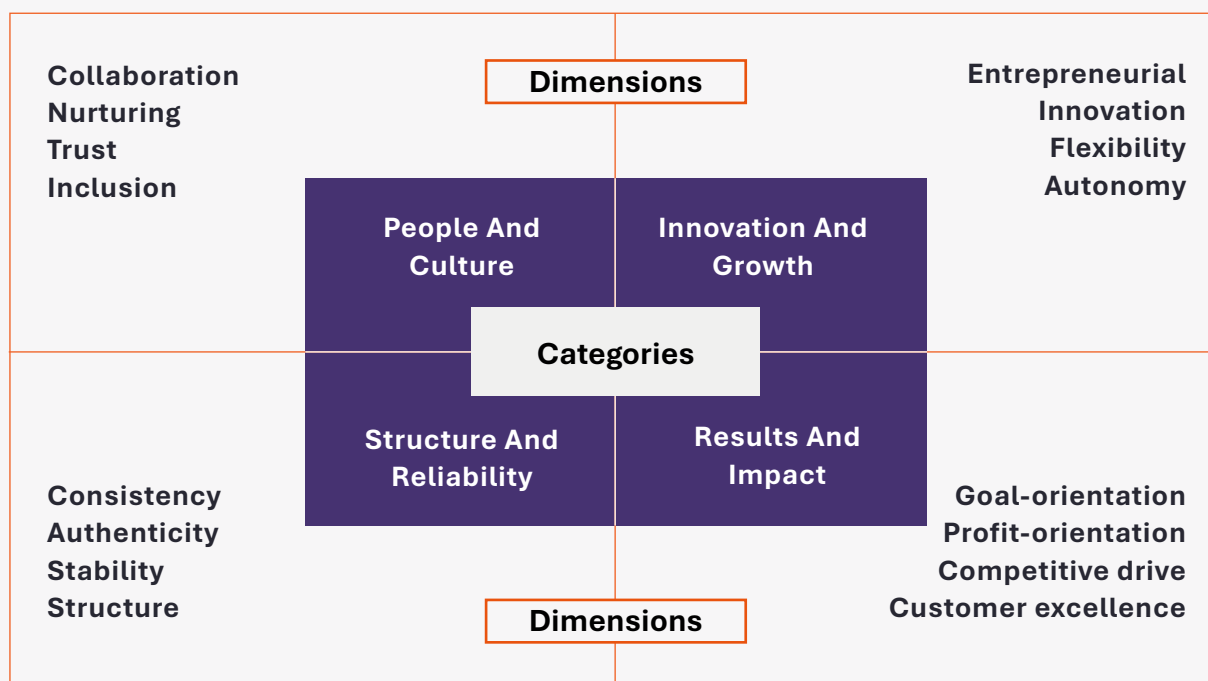 Collaboration
Nurturing
Trust
Inclusion
Dimensions
Entrepreneurial
Innovation
Flexibility
Autonomy
People And
Culture
Innovation And
Growth
Categories
Structure And
Reliability
Results And
Impact
Consistency
Authenticity
Stability
Structure
Dimensions
Goal-orientation
Profit-orientation
Competitive drive
Customer excellence